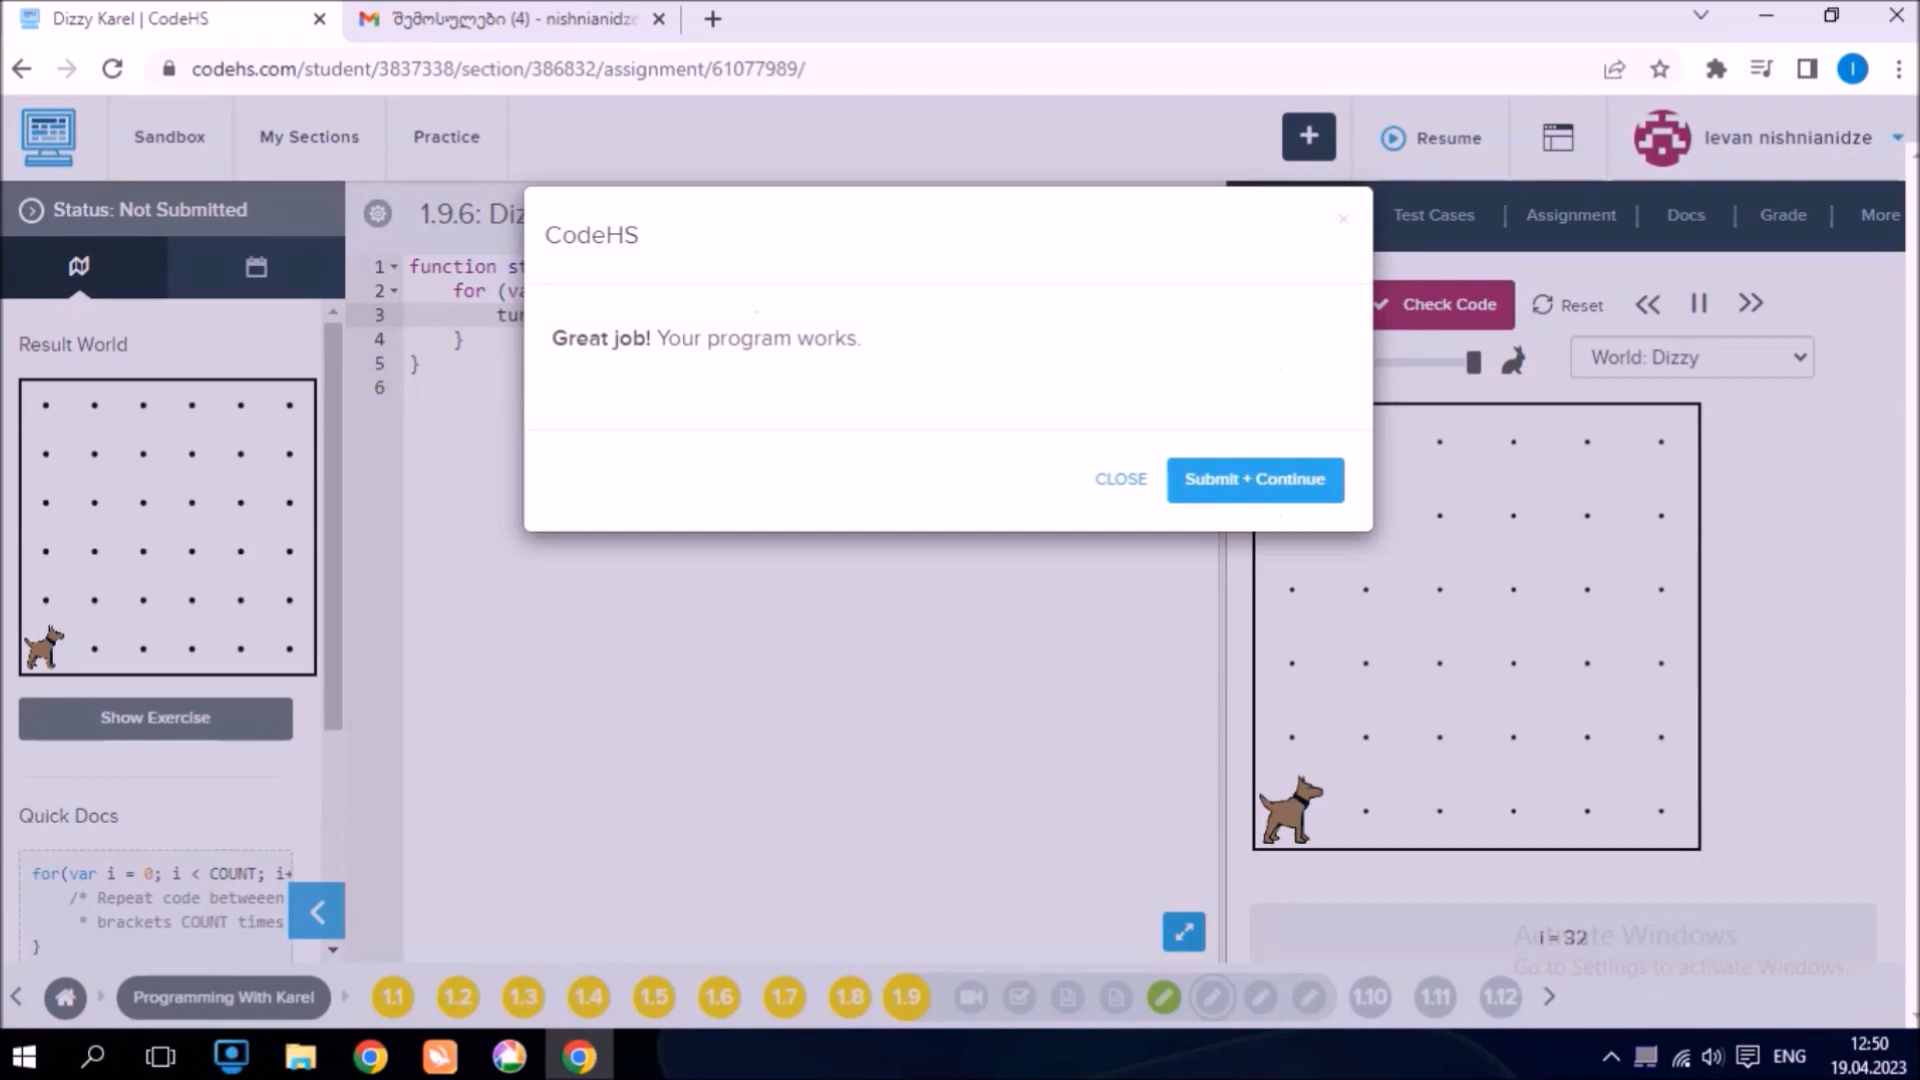 Dizzy Karel | CodeHS
შემოსულები (4) - nishnianidze
codehs.com/student/3837338/section/386832/assignment/61077989/
I
Sandbox
My Sections
Practice
+
Resume
levan nishnianidze
Status: Not Submitted
1.9.6: Diz
Test Cases
Assignment
Docs
Grade
More
CodeHS
×
Great job! Your program works.
CLOSE
Submit + Continue
1 function st
2 for (va
3 tur
4 }
5 }
6
Check Code
Reset
World: Dizzy
Result World
Show Exercise
Quick Docs
for(var i = 0; i < COUNT; i+
/* Repeat code betweeen
* brackets COUNT times
}
i = 32
Activate Windows
Go to Settings to activate Windows.
Programming With Karel
1.1
1.2
1.3
1.4
1.5
1.6
1.7
1.8
1.9
1.10
1.11
1.12
ENG
12:50
19.04.2023